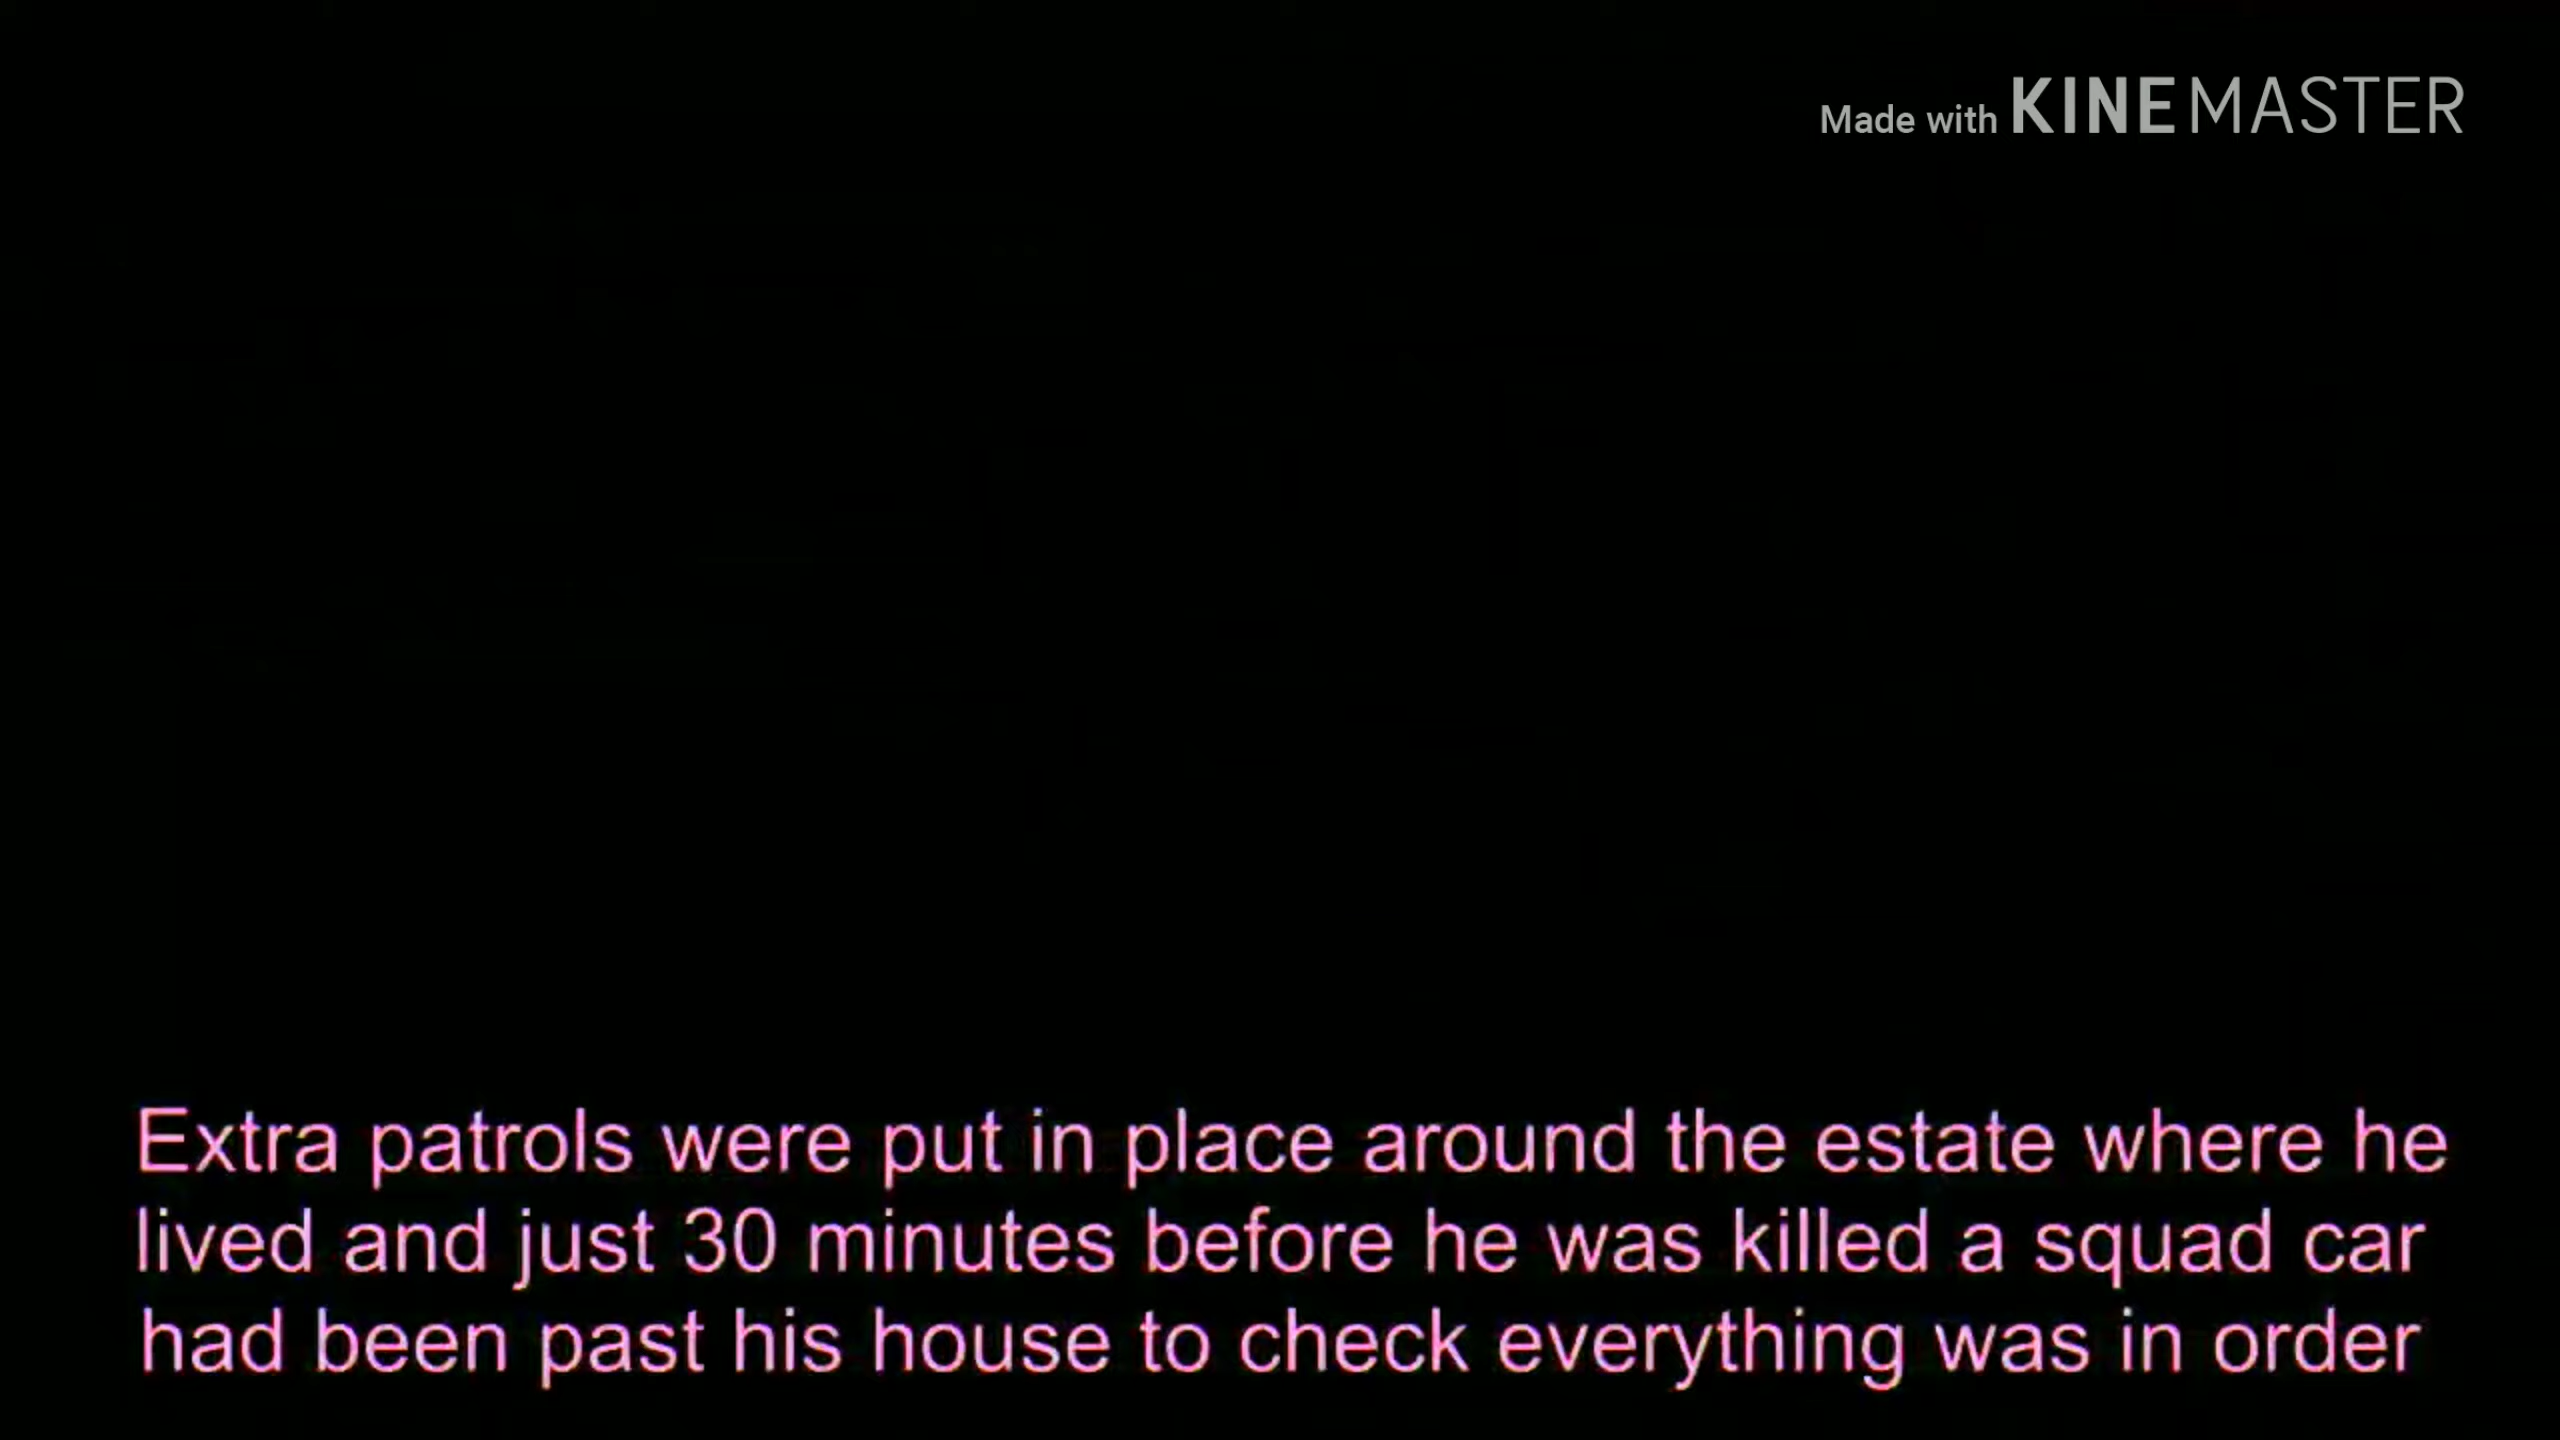 Made with KINEMASTER
Extra patrols were put in place around the estate where he
lived and just 30 minutes before he was killed a squad car
had been past his house to check everything was in order